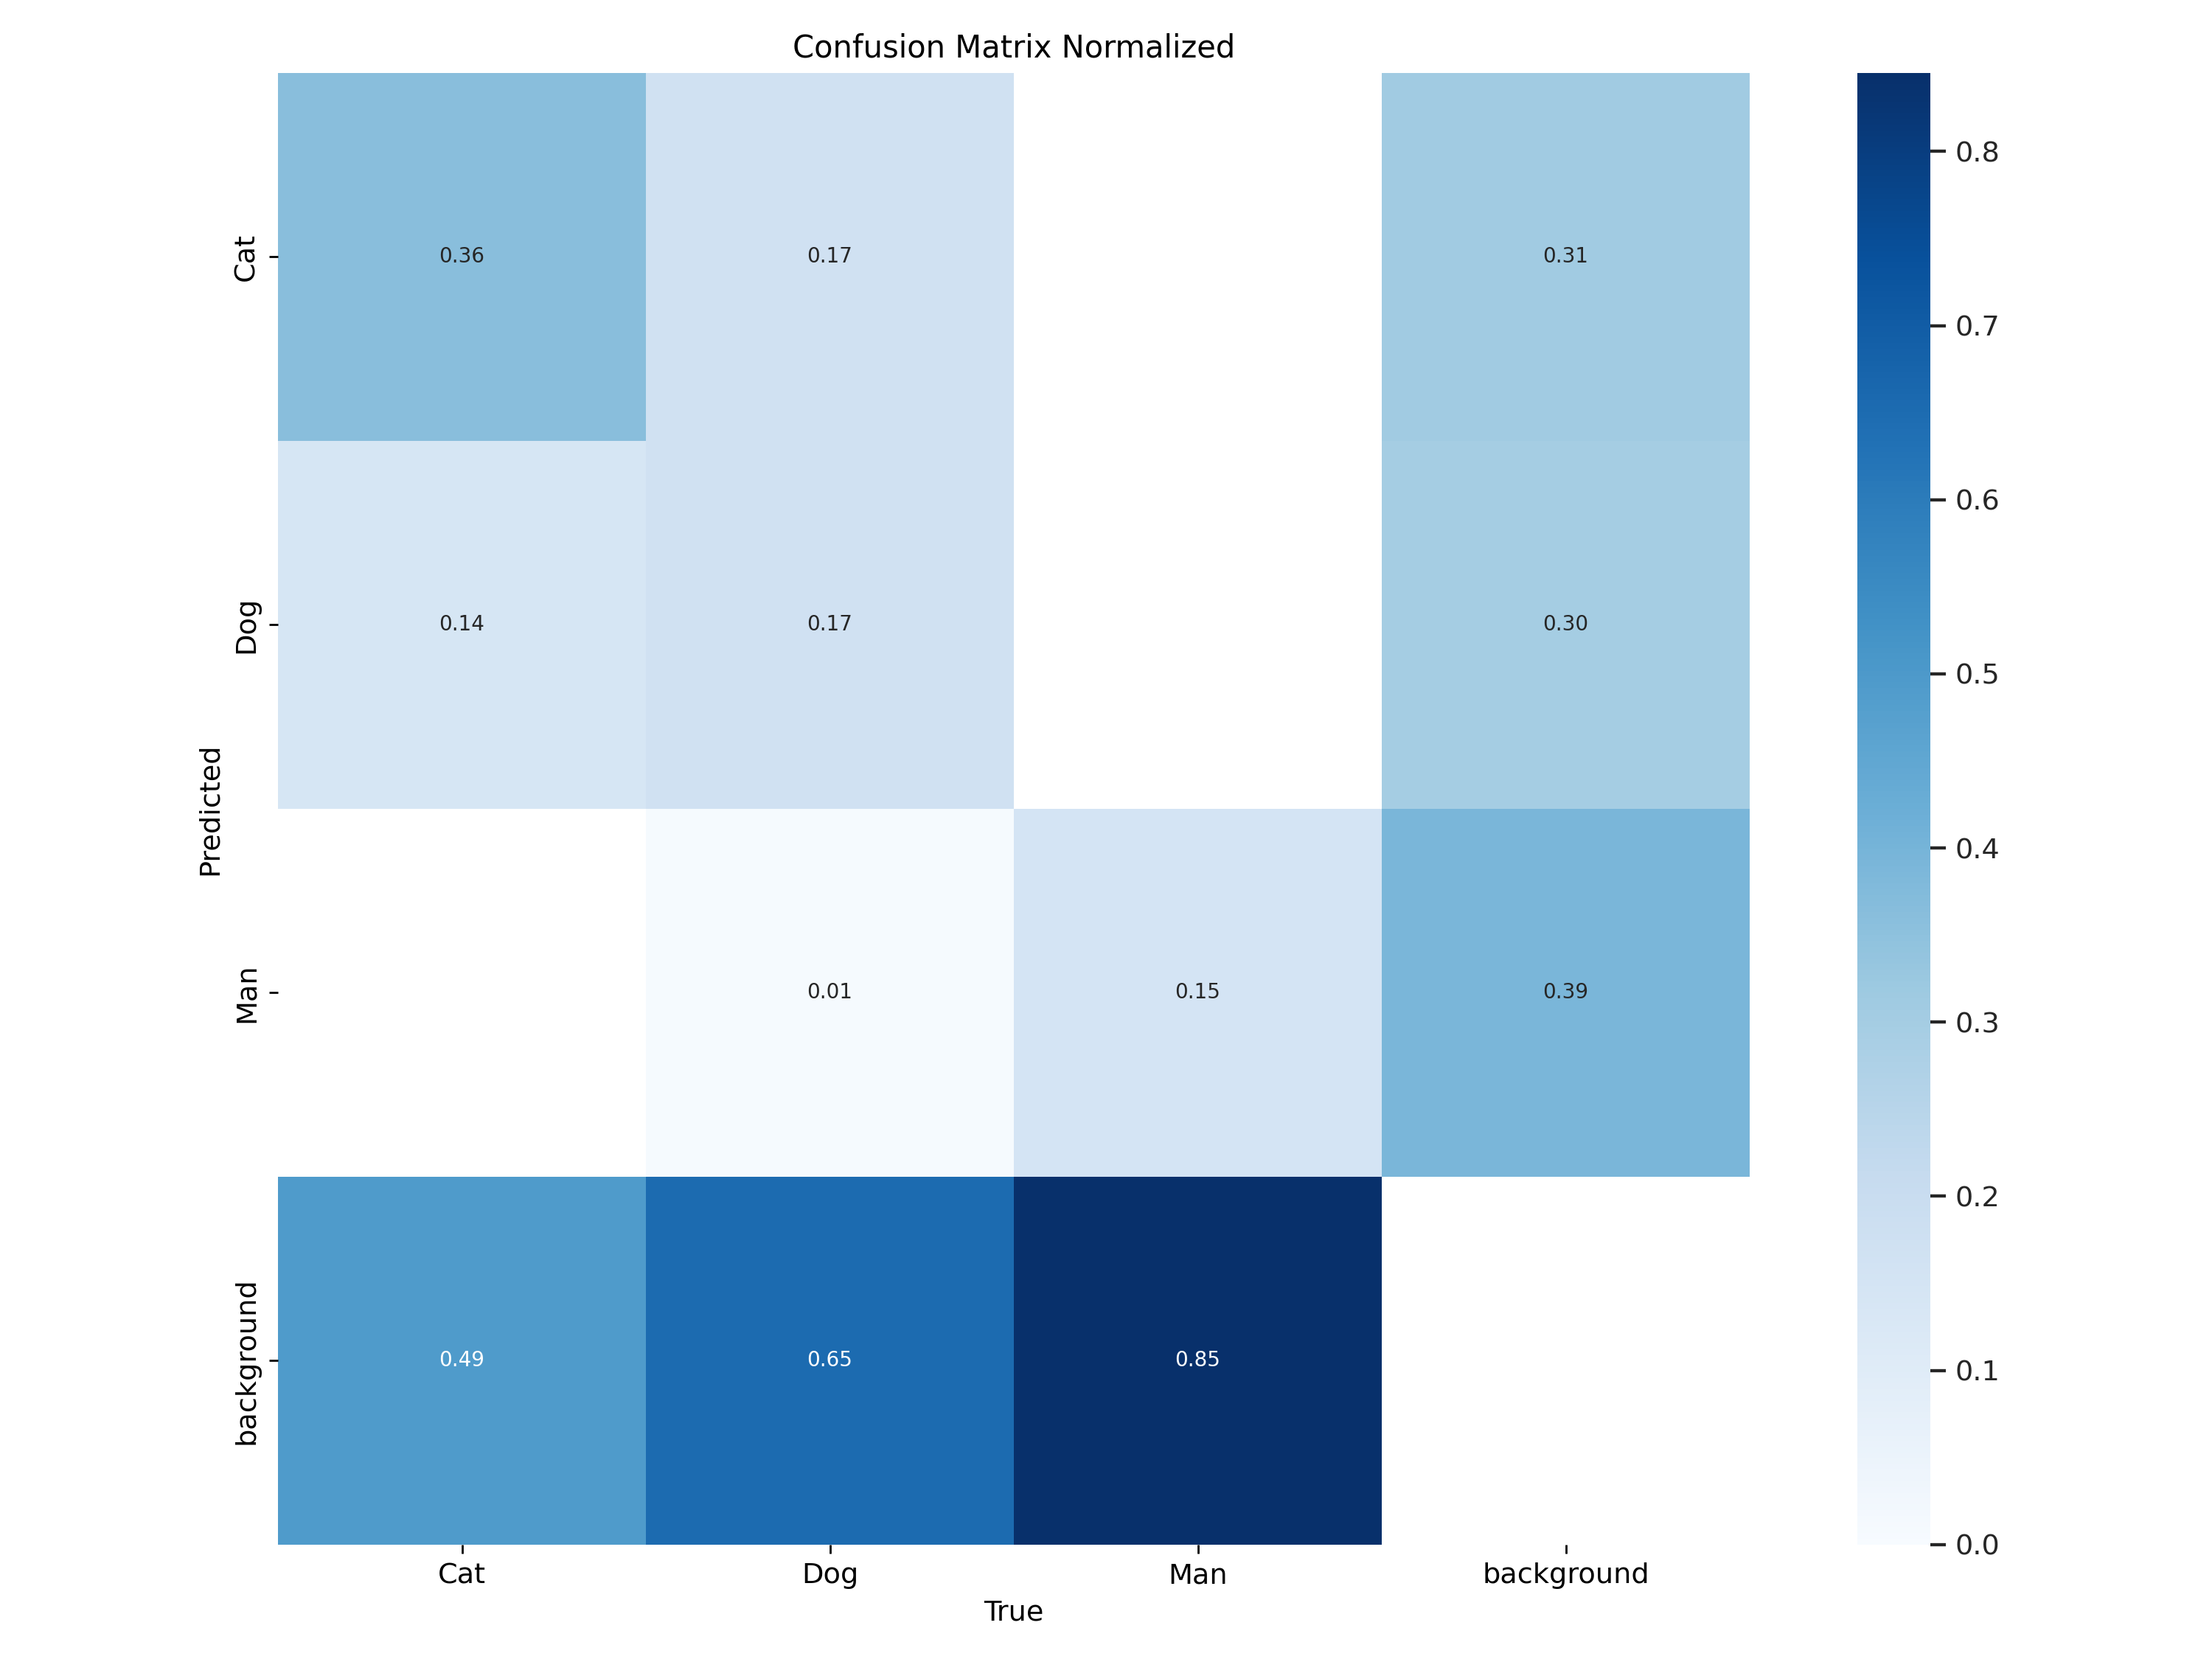 Confusion Matrix Normalized
Cat
0.36
0.17
0.31
Dog
0.14
0.17
0.30
Man
0.01
0.15
0.39
background
0.49
0.65
0.85
Predicted
Cat
Dog
Man
background
True
0.8
0.7
0.6
0.5
0.4
0.3
0.2
0.1
0.0